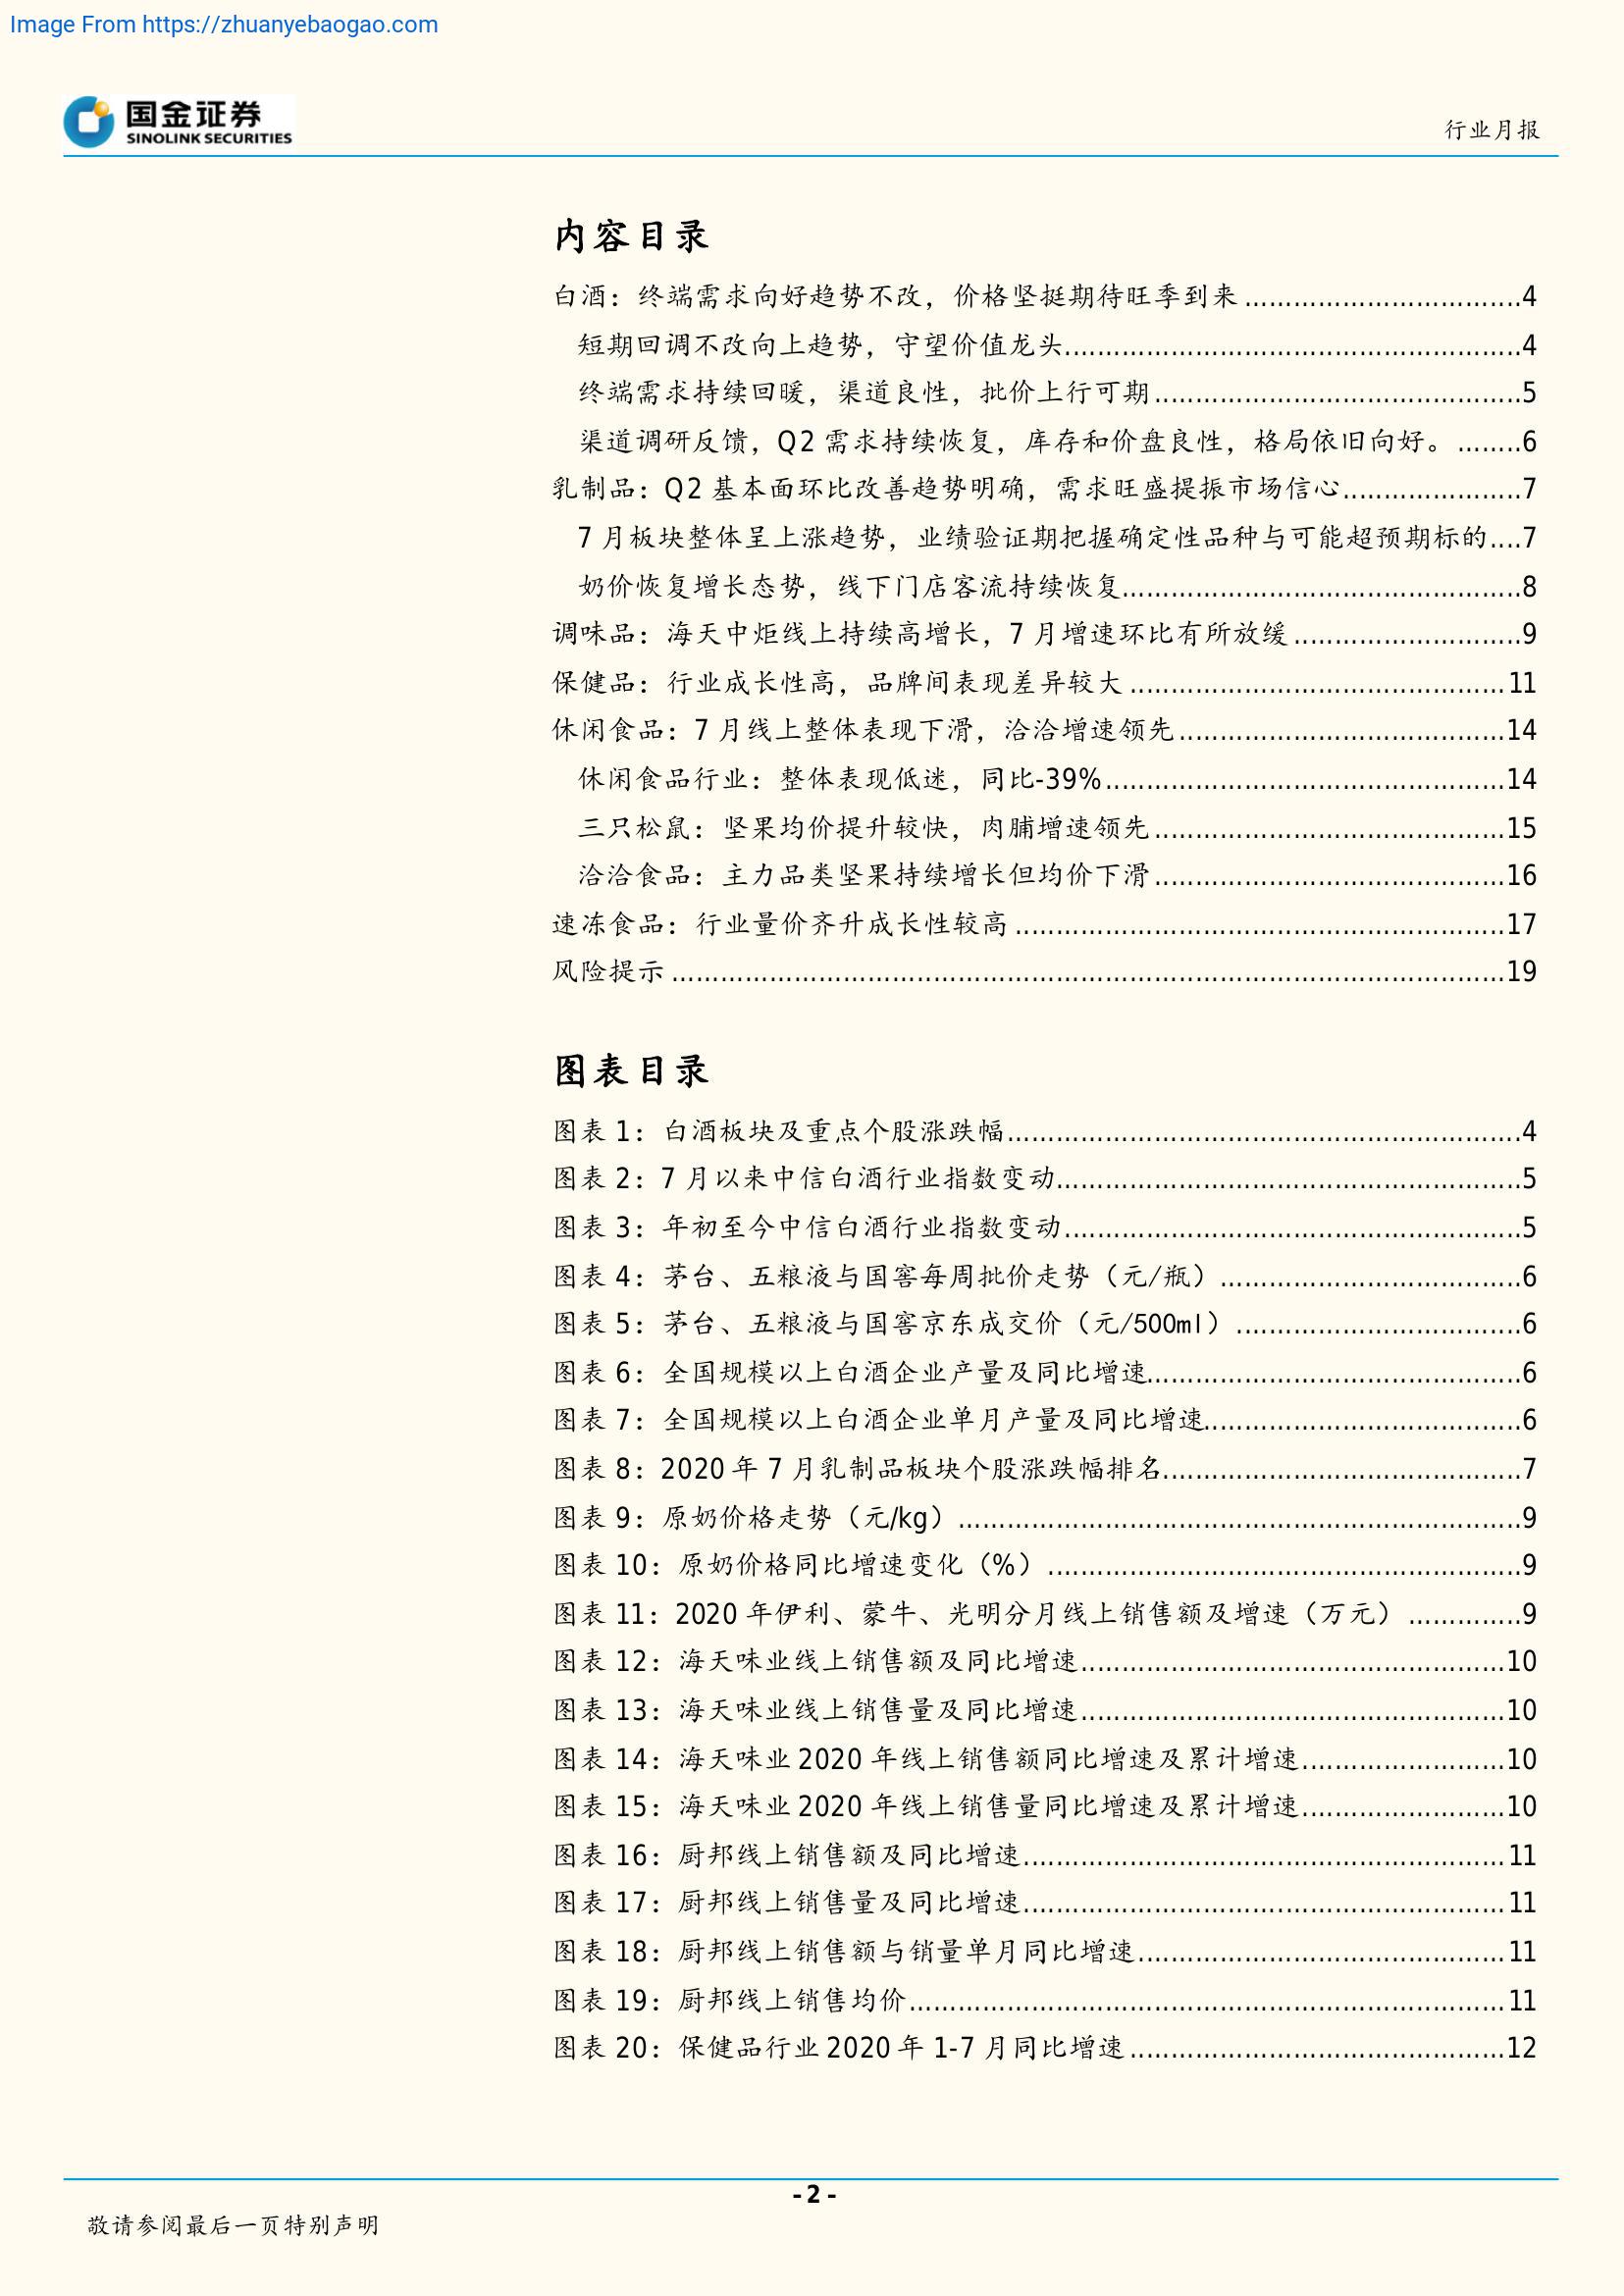 Image From https://zhuanyebaogao.com
国金证券
SINOLINK SECURITIES
行业月报
内容目录
白酒：终端需求向好趋势不改，价格坚挺期待旺季到来..................................4
短期回调不改向上趋势，守望价值龙头........................................................4
终端需求持续回暖，渠道良性，批价上行可期.............................................5
渠道调研反馈，Q2 需求持续恢复，库存和价盘良性，格局依旧向好。........6
乳制品：Q2 基本面环比改善趋势明确，需求旺盛提振市场信心......................7
7 月板块整体呈上涨趋势，业绩验证期把握确定性品种与可能超预期标的....7
奶价恢复增长态势，线下门店客流持续恢复.................................................8
调味品：海天中炬线上持续高增长，7 月增速环比有所放缓............................9
保健品：行业成长性高，品牌间表现差异较大..............................................11
休闲食品：7 月线上整体表现下滑，洽洽增速领先........................................14
休闲食品行业：整体表现低迷，同比-39%.................................................14
三只松鼠：坚果均价提升较快，肉脯增速领先...........................................15
洽洽食品：主力品类坚果持续增长但均价下滑...........................................16
速冻食品：行业量价齐升成长性较高............................................................17
风险提示......................................................................................................19
图表目录
图表 1：白酒板块及重点个股涨跌幅...............................................................4
图表 2：7 月以来中信白酒行业指数变动.........................................................5
图表 3：年初至今中信白酒行业指数变动........................................................5
图表 4：茅台、五粮液与国窖每周批价走势（元/瓶）.....................................6
图表 5：茅台、五粮液与国窖京东成交价（元/500ml）...................................6
图表 6：全国规模以上白酒企业产量及同比增速..............................................6
图表 7：全国规模以上白酒企业单月产量及同比增速.......................................6
图表 8：2020 年 7 月乳制品板块个股涨跌幅排名............................................7
图表 9：原奶价格走势（元/kg）.....................................................................9
图表 10：原奶价格同比增速变化（%）..........................................................9
图表 11：2020 年伊利、蒙牛、光明分月线上销售额及增速（万元）..............9
图表 12：海天味业线上销售额及同比增速....................................................10
图表 13：海天味业线上销售量及同比增速....................................................10
图表 14：海天味业 2020 年线上销售额同比增速及累计增速.........................10
图表 15：海天味业 2020 年线上销售量同比增速及累计增速.........................10
图表 16：厨邦线上销售额及同比增速...........................................................11
图表 17：厨邦线上销售量及同比增速...........................................................11
图表 18：厨邦线上销售额与销量单月同比增速.............................................11
图表 19：厨邦线上销售均价.........................................................................11
图表 20：保健品行业 2020 年 1-7 月同比增速..............................................12
- 2 -
敬请参阅最后一页特别声明